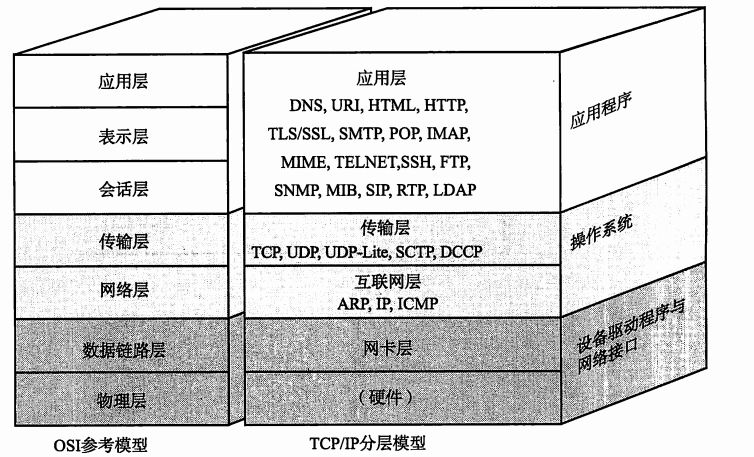 应用层
表示层
会话层
传输层
网络层
数据链路层
物理层
OSI参考模型
应用层
DNS, URI, HTML, HTTP,
TLS/SSL, SMTP, POP, IMAP,
MIME, TELNET,SSH, FTP,
SNMP, MIB, SIP, RTP, LDAP
传输层
TCP, UDP, UDP-Lite, SCTP, DCCP
互联网层
ARP, IP, ICMP
网卡层
（硬件）
TCP/IP分层模型
应用程序
操作系统
设备驱动程序与
网络接口